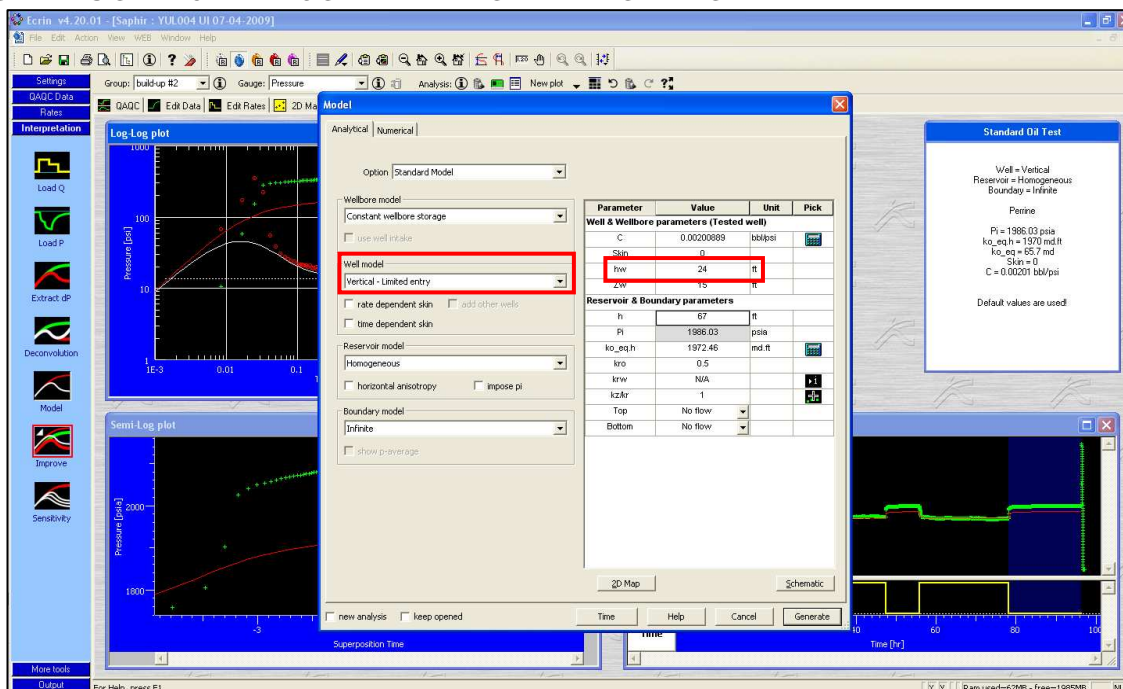 Ecrin v4.20.01 - [Saphir : YUL004 UI 07-04-2009]
File Edit Action View WEB Window Help
Settings
QAQC Data
Rates
Interpretation
Load Q
Load P
Extract dP
Deconvolution
Model
Improve
Sensitivity
More tools
Output
Group: build-up #2 Gauge: Pressure Analysis: New plot
QAQC Edit Data Edit Rates 2D Ma
Log-Log plot
1000
100
10
1
Pressure [psi]
1E-3 0.01 0.1
Semi-Log plot
2000
1800
Pressure [psia]
-3
Superposition Time
Model
Analytical Numerical
Option Standard Model
Wellbore model
Constant wellbore storage
use well intake
Well model
Vertical - Limited entry
rate dependent skin add other wells
time dependent skin
Reservoir model
Homogeneous
horizontal anisotropy impose pi
Boundary model
Infinite
show p-average
Parameter Value Unit Pick
Well & Wellbore parameters (Tested well)
C 0.00200889 bbl/psi
Skin 0
hw 24 ft
Zw 15 ft
Reservoir & Boundary parameters
h 67 ft
Pi 1986.03 psia
ko_eq.h 1972.46 md.ft
kro 0.5
krw N/A
kz/kr 1
Top No flow
Bottom No flow
2D Map Schematic
new analysis keep opened Time Help Cancel Generate
Standard Oil Test
Well = Vertical
Reservoir = Homogeneous
Boundary = Infinite
Perrine
Pi = 1986.03 psia
ko_eq.h = 1970 md.ft
ko_eq = 65.7 md
Skin = 0
C = 0.00201 bbl/psi
Default values are used!
Time
40 60 80 100
Time [hr]
For Help, press F1
Ram used=62MB - free=1985MB